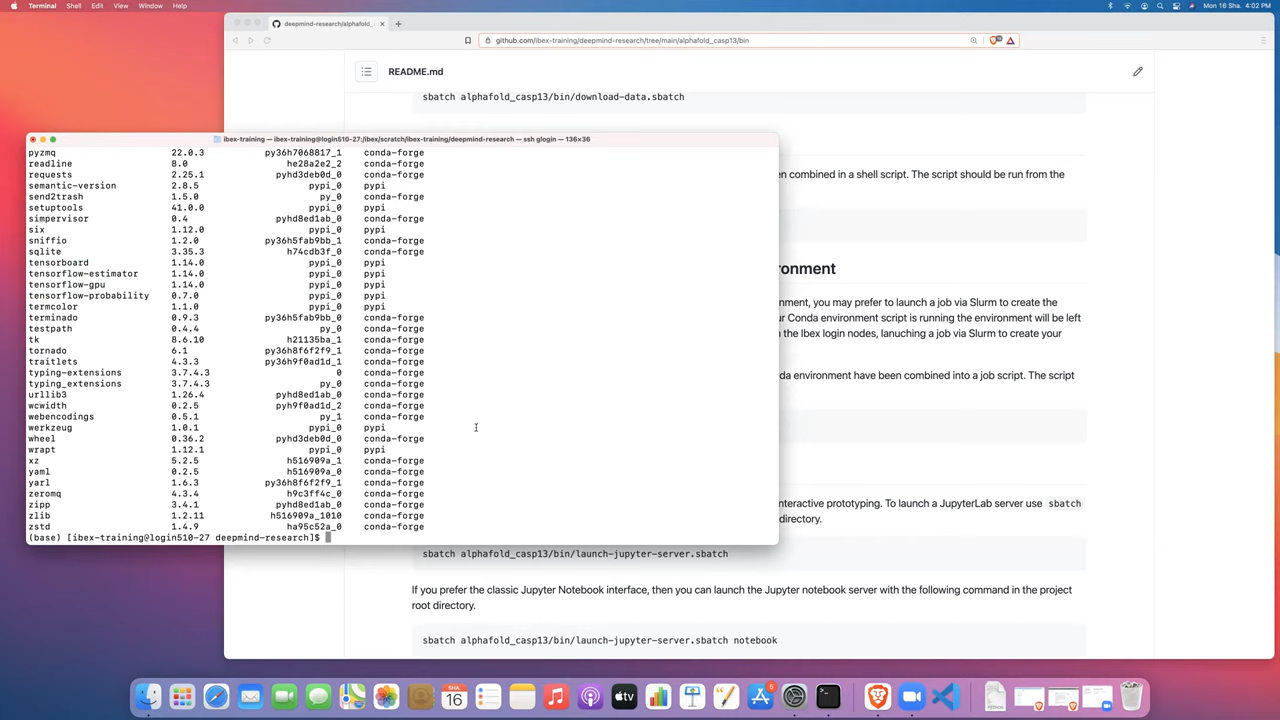 Terminal Shell Edit View Window Help
Mon 16 Sha. 4:02 PM
deepmind-research/alphafold_
github.com/ibex-training/deepmind-research/tree/main/alphafold_casp13/bin
README.md
sbatch alphafold_casp13/bin/download-data.sbatch
ibex-training — ibex-training@login510-27:/ibex/scratch/ibex-training/deepmind-research — ssh glogin — 136×36
pyzmq 22.0.3 py36h7068817_1 conda-forge
readline 8.0 he28a2e2_2 conda-forge
requests 2.25.1 pyhd3deb0d_0 conda-forge
semantic-version 2.8.5 pypi_0 pypi
send2trash 1.5.0 py_0 conda-forge
setuptools 41.0.0 pypi_0 pypi
simpervisor 0.4 pyhd8ed1ab_0 conda-forge
six 1.12.0 pypi_0 pypi
sniffio 1.2.0 py36h5fab9bb_1 conda-forge
sqlite 3.35.3 h74cdb3f_0 conda-forge
tensorboard 1.14.0 pypi_0 pypi
tensorflow-estimator 1.14.0 pypi_0 pypi
tensorflow-gpu 1.14.0 pypi_0 pypi
tensorflow-probability 0.7.0 pypi_0 pypi
termcolor 1.1.0 pypi_0 pypi
terminado 0.9.3 py36h5fab9bb_0 conda-forge
testpath 0.4.4 py_0 conda-forge
tk 8.6.10 h21135ba_1 conda-forge
tornado 6.1 py36h8f6f2f9_1 conda-forge
traitlets 4.3.3 py36h9f0ad1d_1 conda-forge
typing-extensions 3.7.4.3 0 conda-forge
typing_extensions 3.7.4.3 py_0 conda-forge
urllib3 1.26.4 pyhd8ed1ab_0 conda-forge
wcwidth 0.2.5 pyh9f0ad1d_2 conda-forge
webencodings 0.5.1 py_1 conda-forge
werkzeug 1.0.1 pypi_0 pypi
wheel 0.36.2 pyhd3deb0d_0 conda-forge
wrapt 1.12.1 pypi_0 pypi
xz 5.2.5 h516909a_1 conda-forge
yaml 0.2.5 h516909a_0 conda-forge
yarl 1.6.3 py36h8f6f2f9_1 conda-forge
zeromq 4.3.4 h9c3ff4c_0 conda-forge
zipp 3.4.1 pyhd8ed1ab_0 conda-forge
zlib 1.2.11 h516909a_1010 conda-forge
zstd 1.4.9 ha95c52a_0 conda-forge
(base) [ibex-training@login510-27 deepmind-research]$
en combined in a shell script. The script should be run from the
ronment
nment, you may prefer to launch a job via Slurm to create the
ur Conda environment script is running the environment will be left
n the Ibex login nodes, lanuching a job via Slurm to create your
da environment have been combined into a job script. The script
nteractive prototyping. To launch a JupyterLab server use sbatch
directory.
sbatch alphafold_casp13/bin/launch-jupyter-server.sbatch
If you prefer the classic Jupyter Notebook interface, then you can launch the Jupyter notebook server with the following command in the project
root directory.
sbatch alphafold_casp13/bin/launch-jupyter-server.sbatch notebook
SHA.
16
tv
5